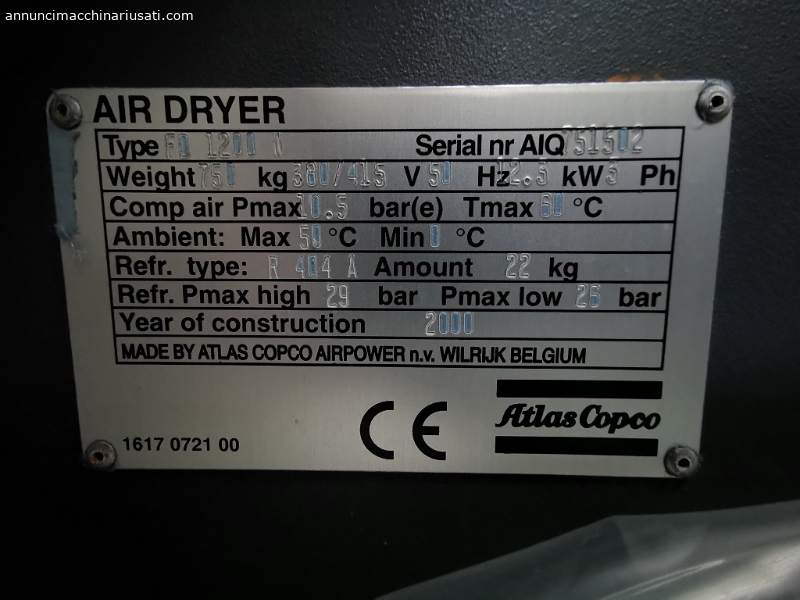 annuncimacchinariusati.com
AIR DRYER
Type FD 1200 W Serial nr AIQ 751502
Weight 750 kg 380/415 V 50 Hz 12.5 kW 3 Ph
Comp air Pmax 10.5 bar(e) Tmax 60 °C
Ambient: Max 50 °C Min 0 °C
Refr. type: R 404 A Amount 22 kg
Refr. Pmax high 29 bar Pmax low 26 bar
Year of construction 2000
MADE BY ATLAS COPCO AIRPOWER n.v. WILRIJK BELGIUM
Atlas Copco
CE
1617 0721 00